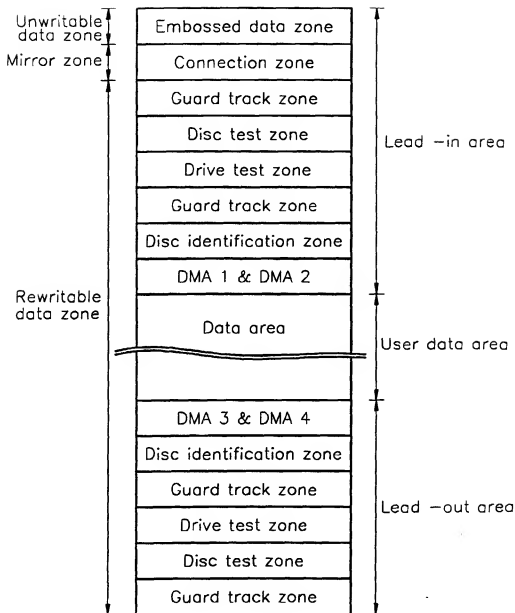 Unwritable
data zone
Embossed data zone
Mirror zone
Connection zone
Guard track zone
Disc test zone
Lead -in area
Drive test zone
Guard track zone
Disc identification zone
DMA 1 & DMA 2
Rewritable
data zone
Data area
User data area
DMA 3 & DMA 4
Disc identification zone
Guard track zone
Lead -out area
Drive test zone
Disc test zone
Guard track zone